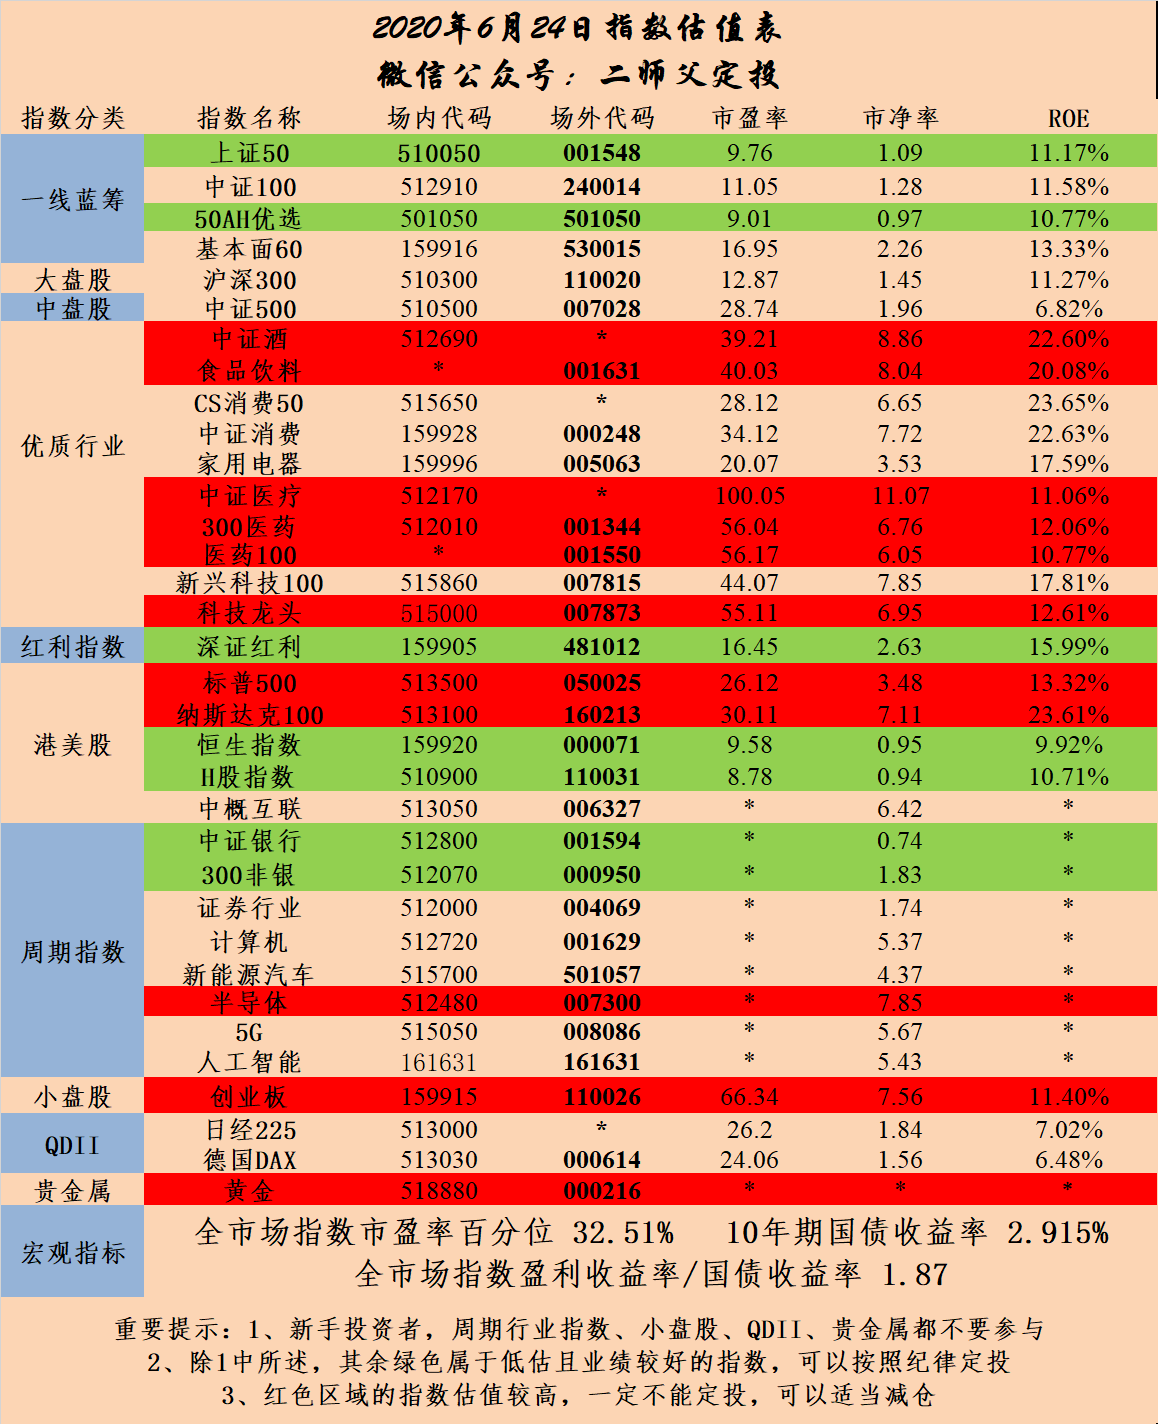 2020年6月24日指数估值表
微信公众号：二师父定投
指数分类 指数名称 场内代码 场外代码 市盈率 市净率 ROE
一线蓝筹 上证50 510050 001548 9.76 1.09 11.17%
中证100 512910 240014 11.05 1.28 11.58%
50AH优选 501050 501050 9.01 0.97 10.77%
基本面60 159916 530015 16.95 2.26 13.33%
大盘股 沪深300 510300 110020 12.87 1.45 11.27%
中盘股 中证500 510500 007028 28.74 1.96 6.82%
优质行业 中证酒 512690 * 39.21 8.86 22.60%
食品饮料 * 001631 40.03 8.04 20.08%
CS消费50 515650 * 28.12 6.65 23.65%
中证消费 159928 000248 34.12 7.72 22.63%
家用电器 159996 005063 20.07 3.53 17.59%
中证医疗 512170 * 100.05 11.07 11.06%
300医药 512010 001344 56.04 6.76 12.06%
医药100 * 001550 56.17 6.05 10.77%
新兴科技100 515860 007815 44.07 7.85 17.81%
科技龙头 515000 007873 55.11 6.95 12.61%
红利指数 深证红利 159905 481012 16.45 2.63 15.99%
港美股 标普500 513500 050025 26.12 3.48 13.32%
纳斯达克100 513100 160213 30.11 7.11 23.61%
恒生指数 159920 000071 9.58 0.95 9.92%
H股指数 510900 110031 8.78 0.94 10.71%
中概互联 513050 006327 * 6.42 *
周期指数 中证银行 512800 001594 * 0.74 *
300非银 512070 000950 * 1.83 *
证券行业 512000 004069 * 1.74 *
计算机 512720 001629 * 5.37 *
新能源汽车 515700 501057 * 4.37 *
半导体 512480 007300 * 7.85 *
5G 515050 008086 * 5.67 *
人工智能 161631 161631 * 5.43 *
小盘股 创业板 159915 110026 66.34 7.56 11.40%
QDII 日经225 513000 * 26.2 1.84 7.02%
德国DAX 513030 000614 24.06 1.56 6.48%
贵金属 黄金 518880 000216 * * *
宏观指标 全市场指数市盈率百分位 32.51% 10年期国债收益率 2.915%
全市场指数盈利收益率/国债收益率 1.87
重要提示：1、新手投资者，周期行业指数、小盘股、QDII、贵金属都不要参与
2、除1中所述，其余绿色属于低估且业绩较好的指数，可以按照纪律定投
3、红色区域的指数估值较高，一定不能定投，可以适当减仓